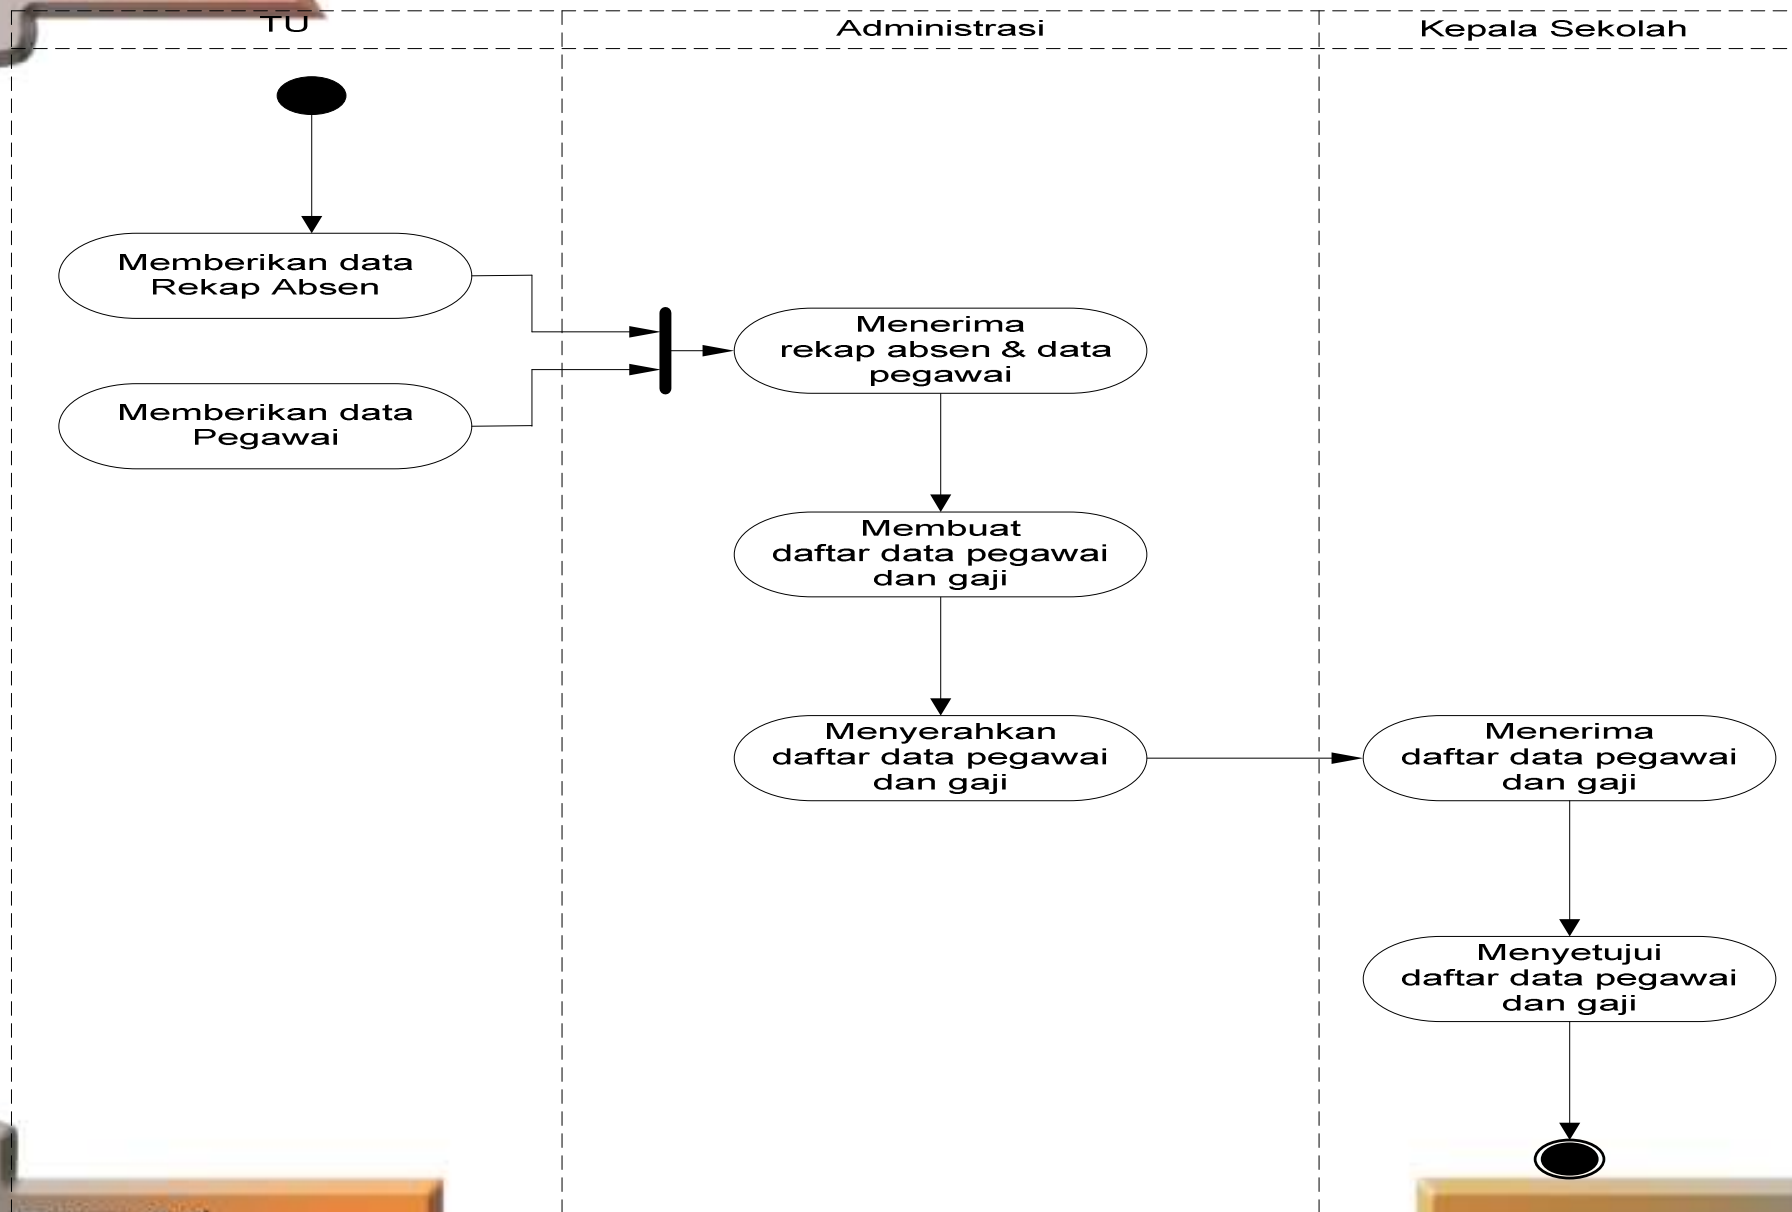 TU
Administrasi
Kepala Sekolah
Memberikan data
Rekap Absen
Memberikan data
Pegawai
Menerima
rekap absen & data
pegawai
Membuat
daftar data pegawai
dan gaji
Menyerahkan
daftar data pegawai
dan gaji
Menerima
daftar data pegawai
dan gaji
Menyetujui
daftar data pegawai
dan gaji